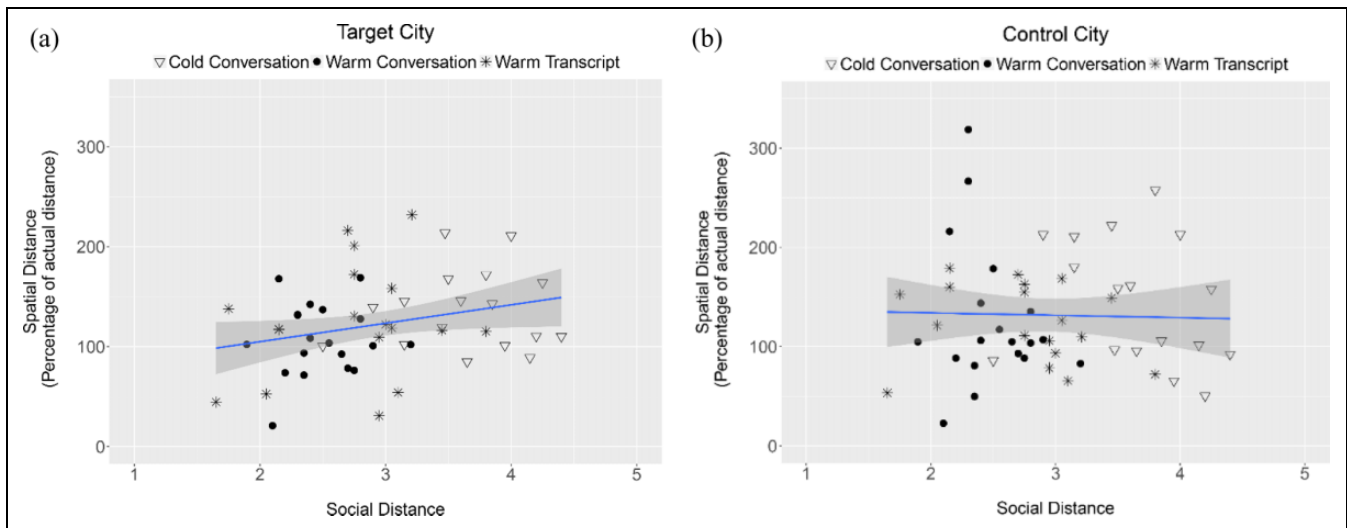 (a)
Target City
▽ Cold Conversation ● Warm Conversation ✳ Warm Transcript
Spatial Distance
(Percentage of actual distance)
300
200
100
0
1 2 3 4 5
Social Distance
(b)
Control City
▽ Cold Conversation ● Warm Conversation ✳ Warm Transcript
Spatial Distance
(Percentage of actual distance)
300
200
100
0
1 2 3 4 5
Social Distance